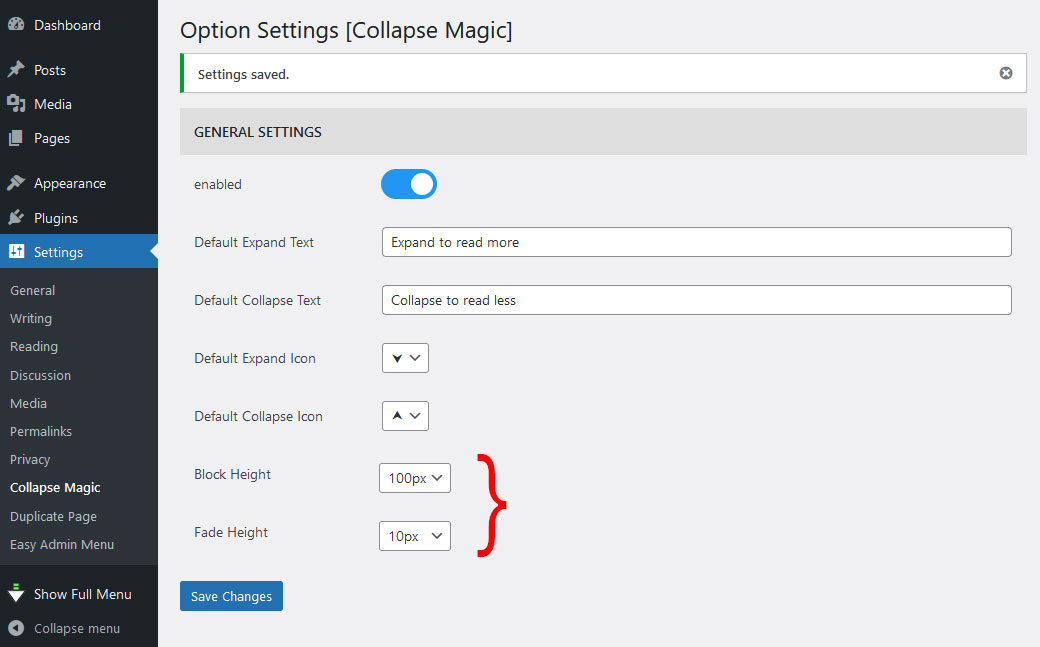 Dashboard
Posts
Media
Pages
Appearance
Plugins
Settings
General
Writing
Reading
Discussion
Media
Permalinks
Privacy
Collapse Magic
Duplicate Page
Easy Admin Menu
Show Full Menu
Collapse menu
Option Settings [Collapse Magic]
Settings saved.
GENERAL SETTINGS
enabled
Default Expand Text
Expand to read more
Default Collapse Text
Collapse to read less
Default Expand Icon
Default Collapse Icon
Block Height
100px
Fade Height
10px
Save Changes